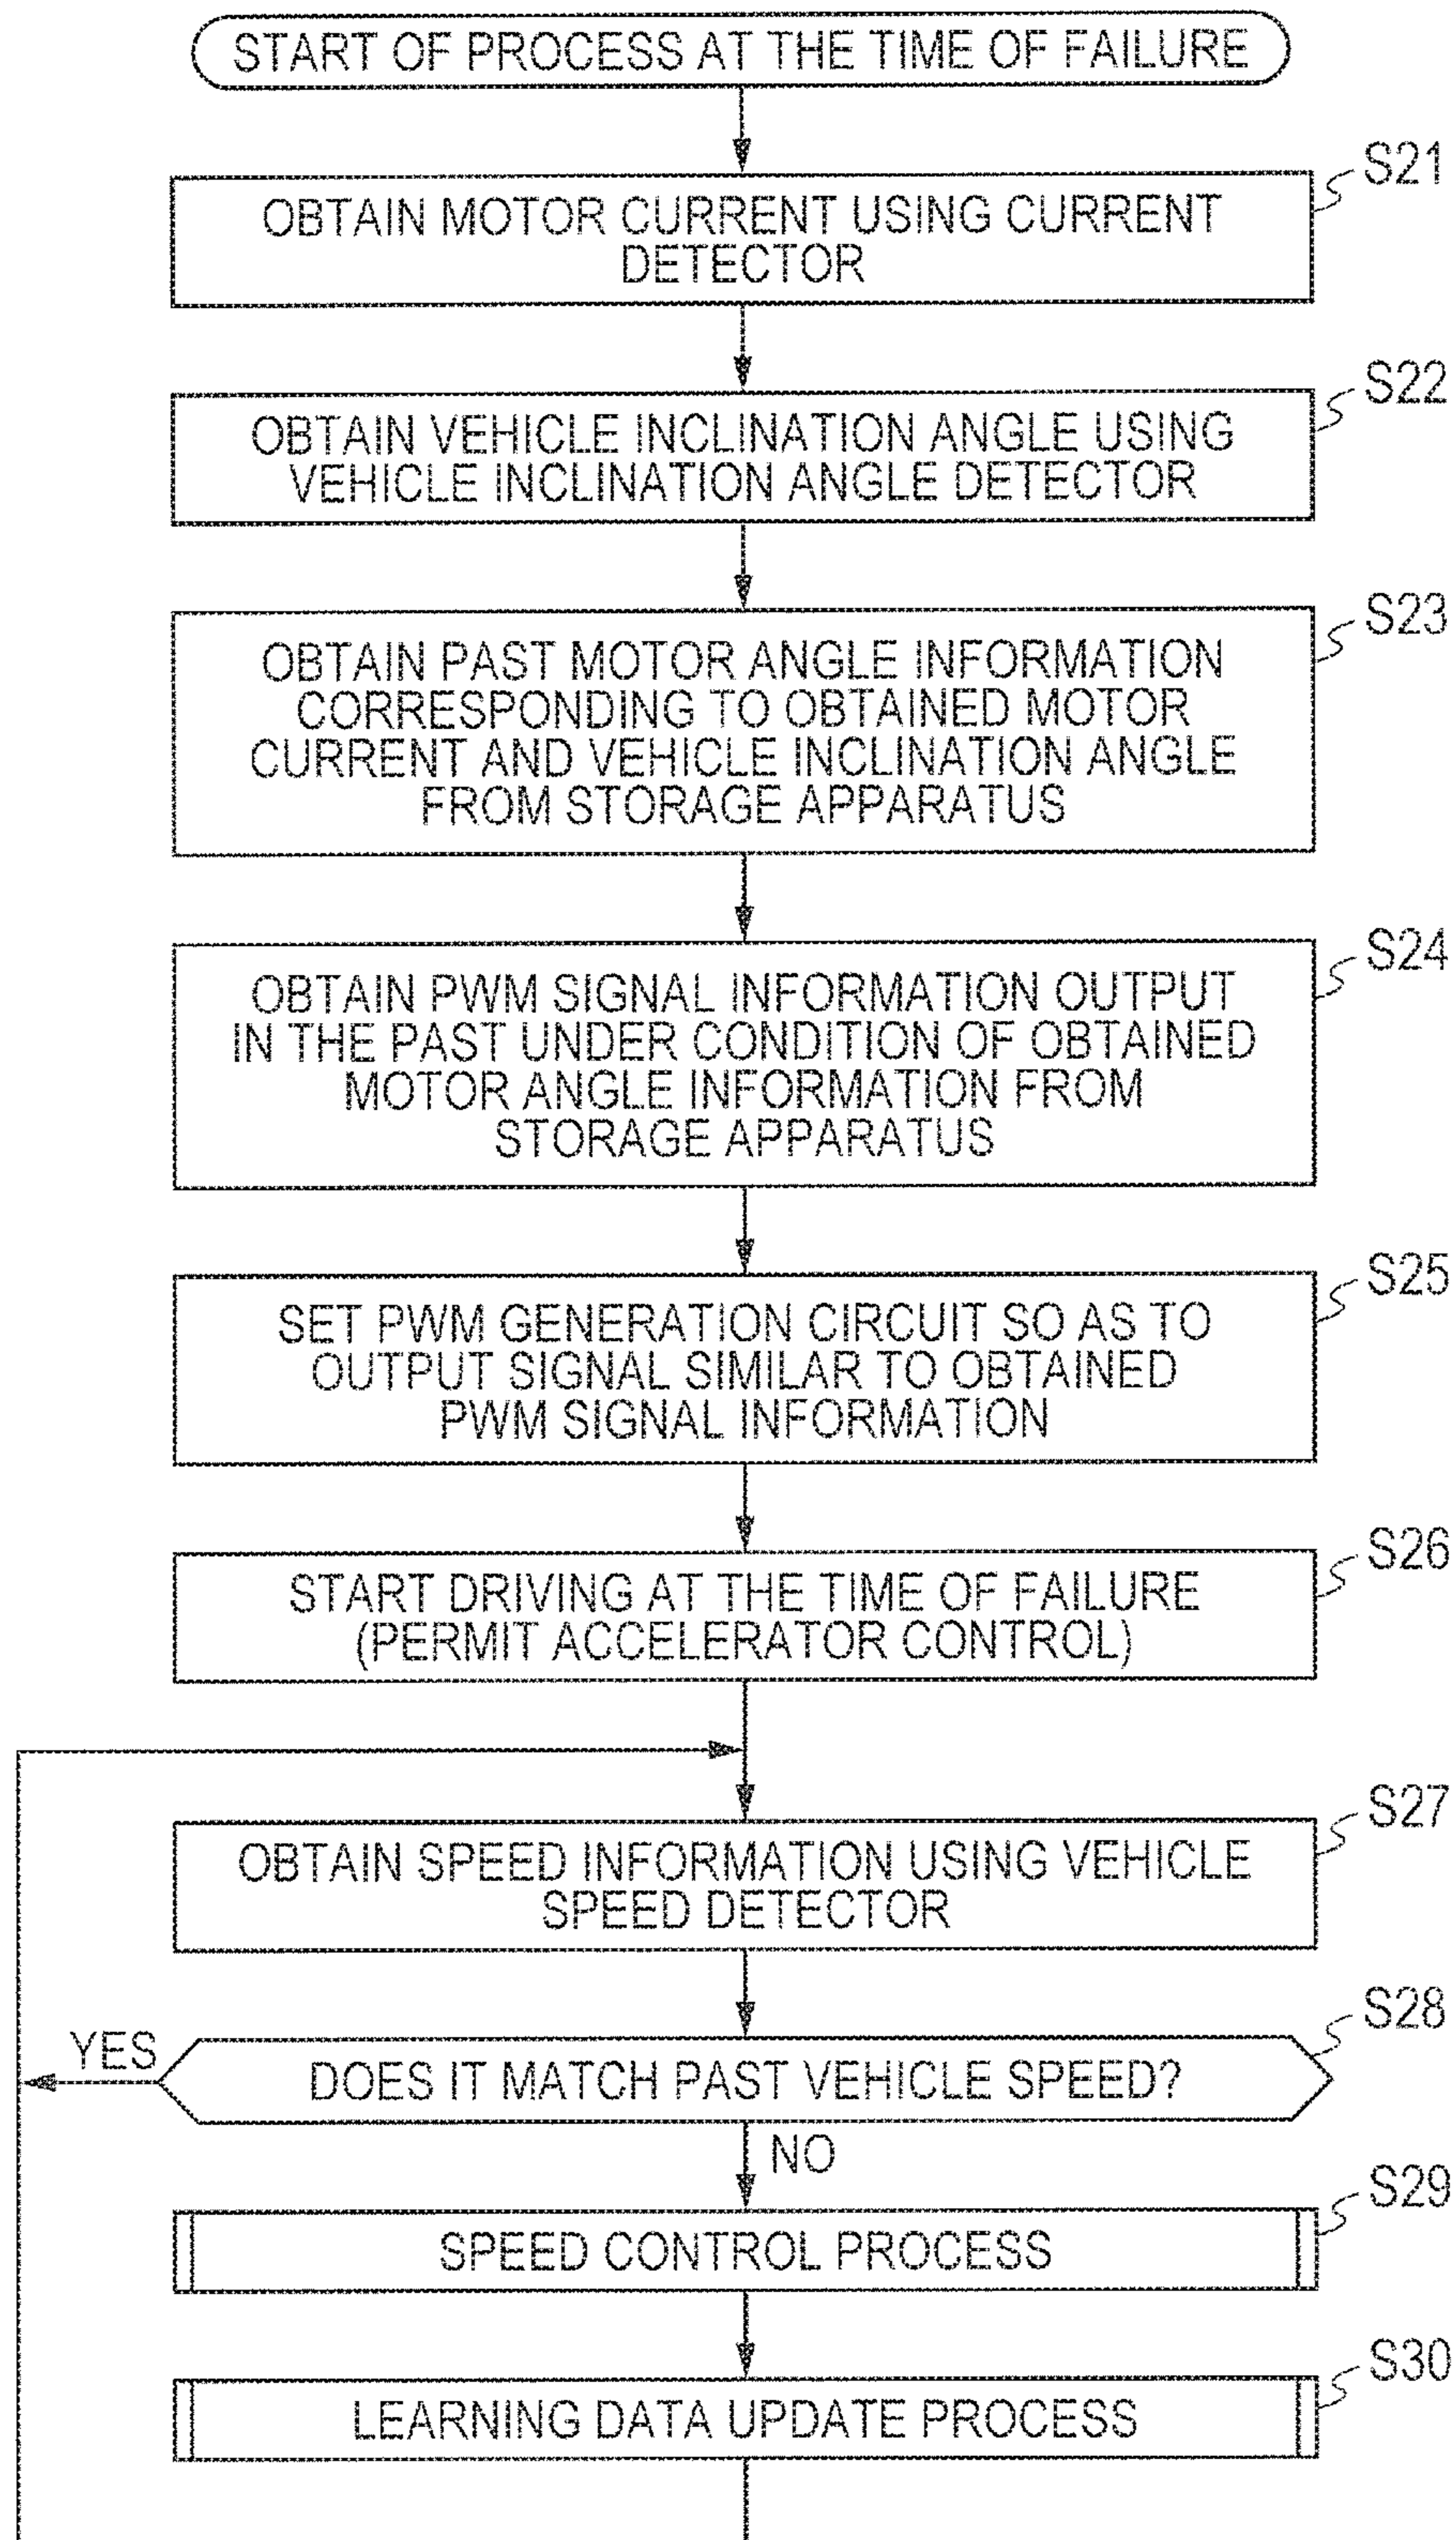 START OF PROCESS AT THE TIME OF FAILURE
S21
OBTAIN MOTOR CURRENT USING CURRENT
DETECTOR
S22
OBTAIN VEHICLE INCLINATION ANGLE USING
VEHICLE INCLINATION ANGLE DETECTOR
S23
OBTAIN PAST MOTOR ANGLE INFORMATION
CORRESPONDING TO OBTAINED MOTOR
CURRENT AND VEHICLE INCLINATION ANGLE
FROM STORAGE APPARATUS
S24
OBTAIN PWM SIGNAL INFORMATION OUTPUT
IN THE PAST UNDER CONDITION OF OBTAINED
MOTOR ANGLE INFORMATION FROM
STORAGE APPARATUS
S25
SET PWM GENERATION CIRCUIT SO AS TO
OUTPUT SIGNAL SIMILAR TO OBTAINED
PWM SIGNAL INFORMATION
S26
START DRIVING AT THE TIME OF FAILURE
(PERMIT ACCELERATOR CONTROL)
S27
OBTAIN SPEED INFORMATION USING VEHICLE
SPEED DETECTOR
S28
YES
DOES IT MATCH PAST VEHICLE SPEED?
NO
S29
SPEED CONTROL PROCESS
S30
LEARNING DATA UPDATE PROCESS